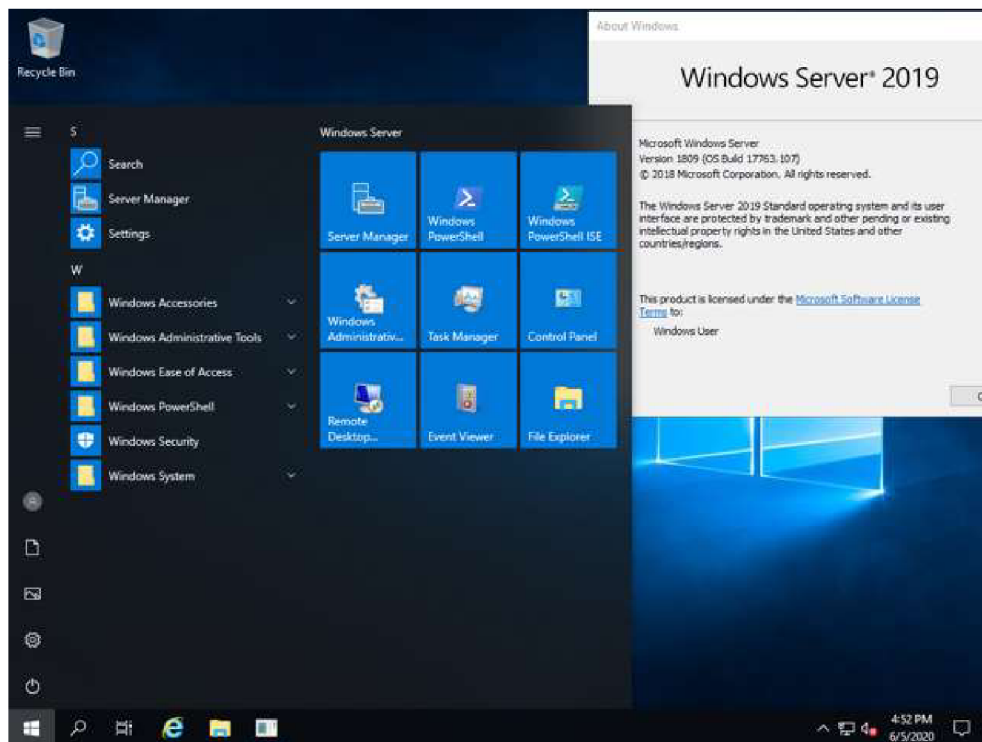 Recycle Bin
About Windows
Windows Server® 2019
Microsoft Windows Server
Version 1809 (OS Build 17763.107)
© 2018 Microsoft Corporation. All rights reserved.
The Windows Server 2019 Standard operating system and its user
interface are protected by trademark and other pending or existing
intellectual property rights in the United States and other
countries/regions.
This product is licensed under the Microsoft Software License
Terms to:
Windows User
S
Search
Server Manager
Settings
W
Windows Accessories
Windows Administrative Tools
Windows Ease of Access
Windows PowerShell
Windows Security
Windows System
Windows Server
Server Manager
Windows
PowerShell
Windows
PowerShell ISE
Windows
Administrativ...
Task Manager
Control Panel
Remote
Desktop...
Event Viewer
File Explorer
4:52 PM
6/5/2020